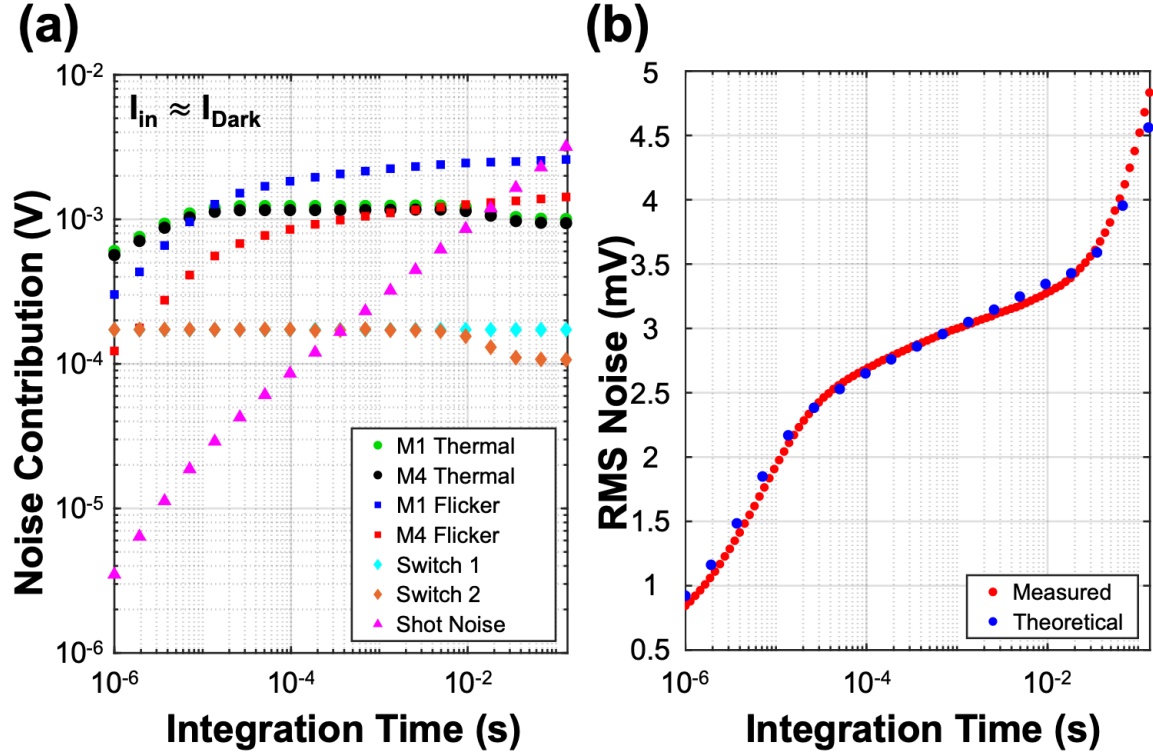 (a)
10^-2
10^-3
10^-4
10^-5
10^-6
Noise Contribution (V)
I_in ≈ I_Dark
M1 Thermal
M4 Thermal
M1 Flicker
M4 Flicker
Switch 1
Switch 2
Shot Noise
10^-6 10^-4 10^-2
Integration Time (s)
(b)
5
4.5
4
3.5
3
2.5
2
1.5
1
0.5
RMS Noise (mV)
Measured
Theoretical
10^-6 10^-4 10^-2
Integration Time (s)